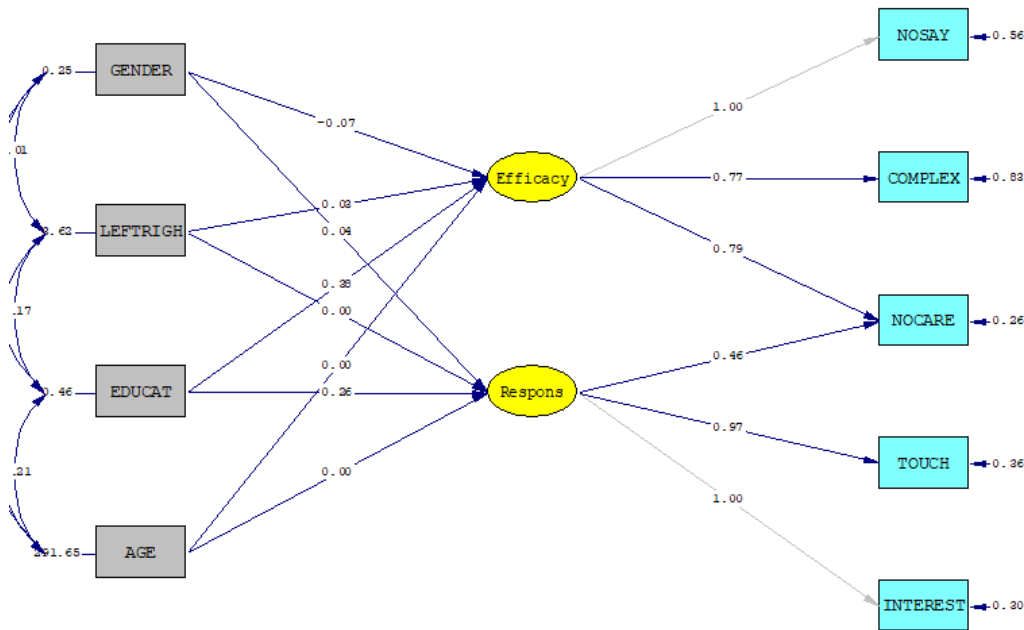 NOSAY
0.56
0.25
GENDER
1.00
-0.07
.01
Efficacy
0.77
COMPLEX
0.83
0.03
LEFTRIGH
0.04
0.79
0.38
.17
0.00
NOCARE
0.26
0.00
0.46
0.46
EDUCAT
0.26
Respons
0.97
TOUCH
0.36
.21
0.00
1.00
291.65
AGE
INTEREST
0.30